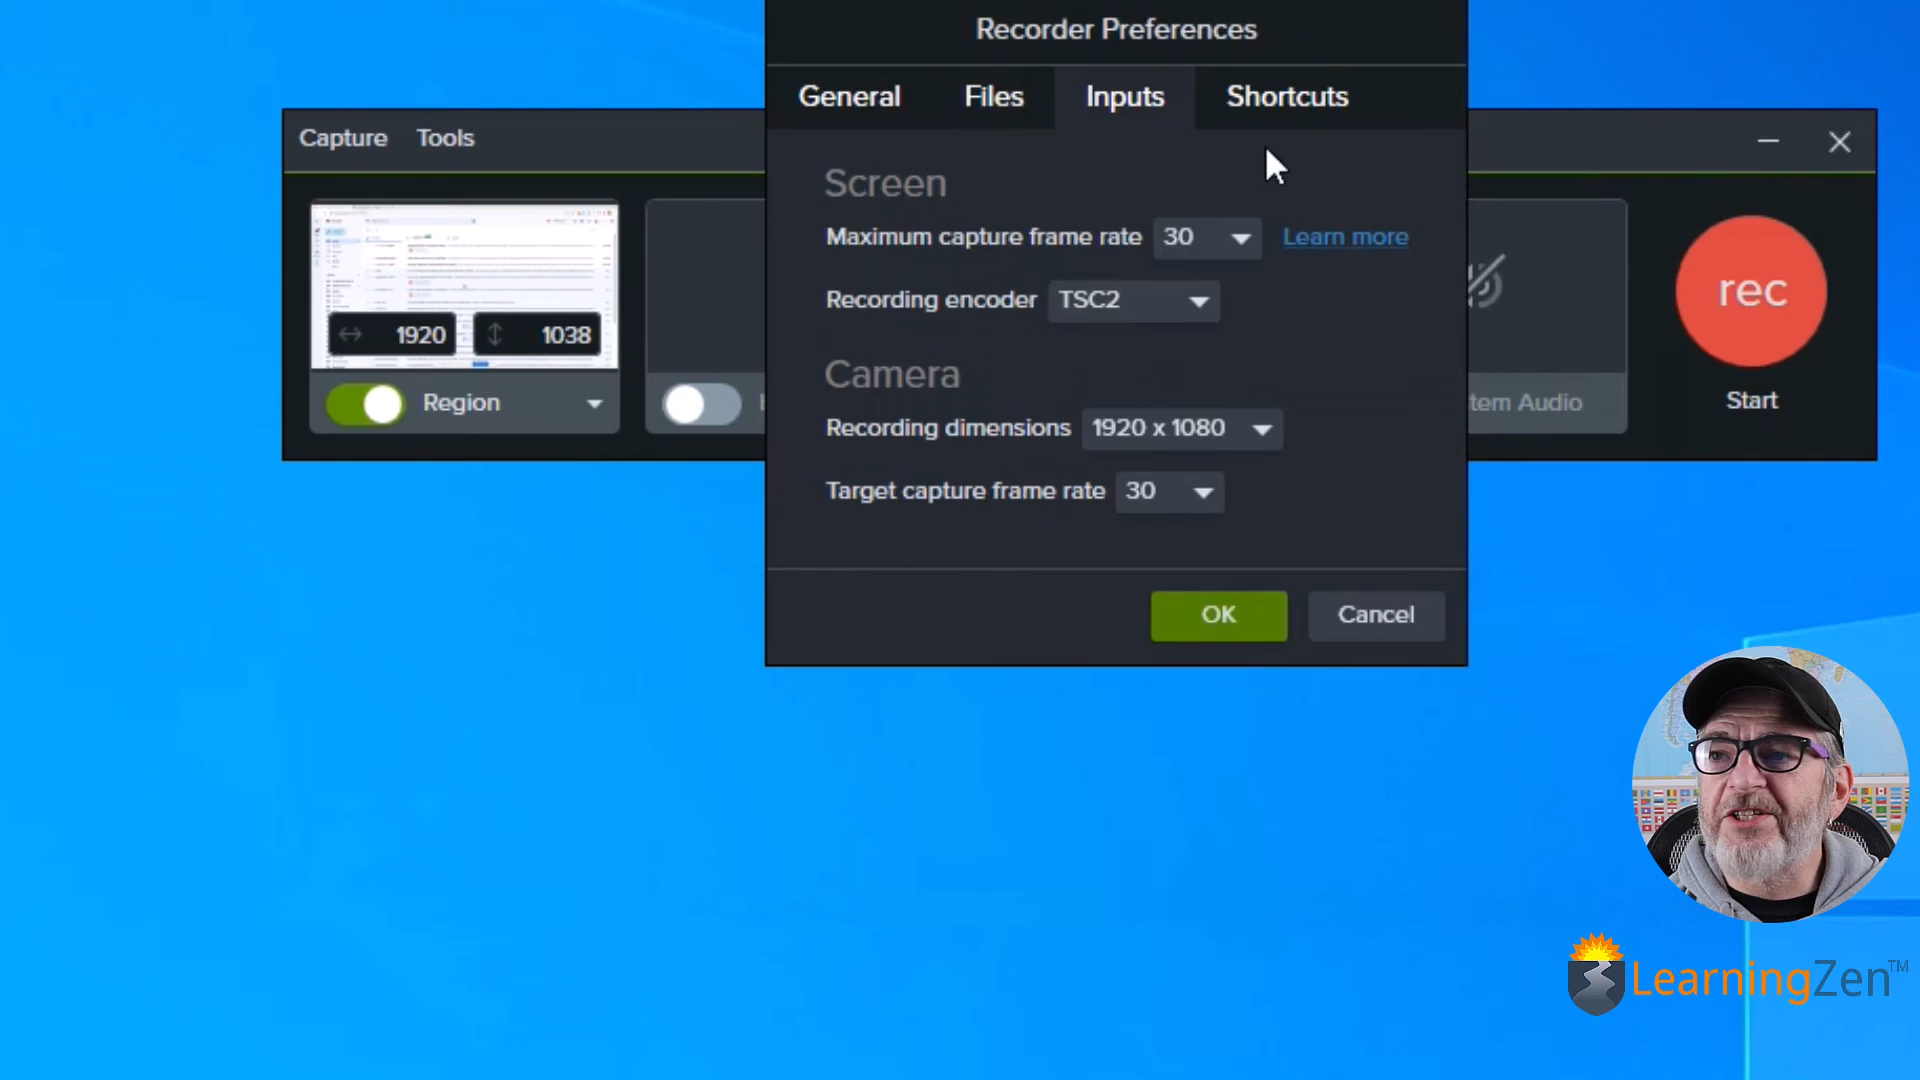 Recorder Preferences
General Files Inputs Shortcuts
Capture Tools
Screen
Maximum capture frame rate 30 Learn more
Recording encoder TSC2
rec
1920 1038
Camera
Region
tem Audio
Start
Recording dimensions 1920 x 1080
Target capture frame rate 30
OK Cancel
LearningZen™